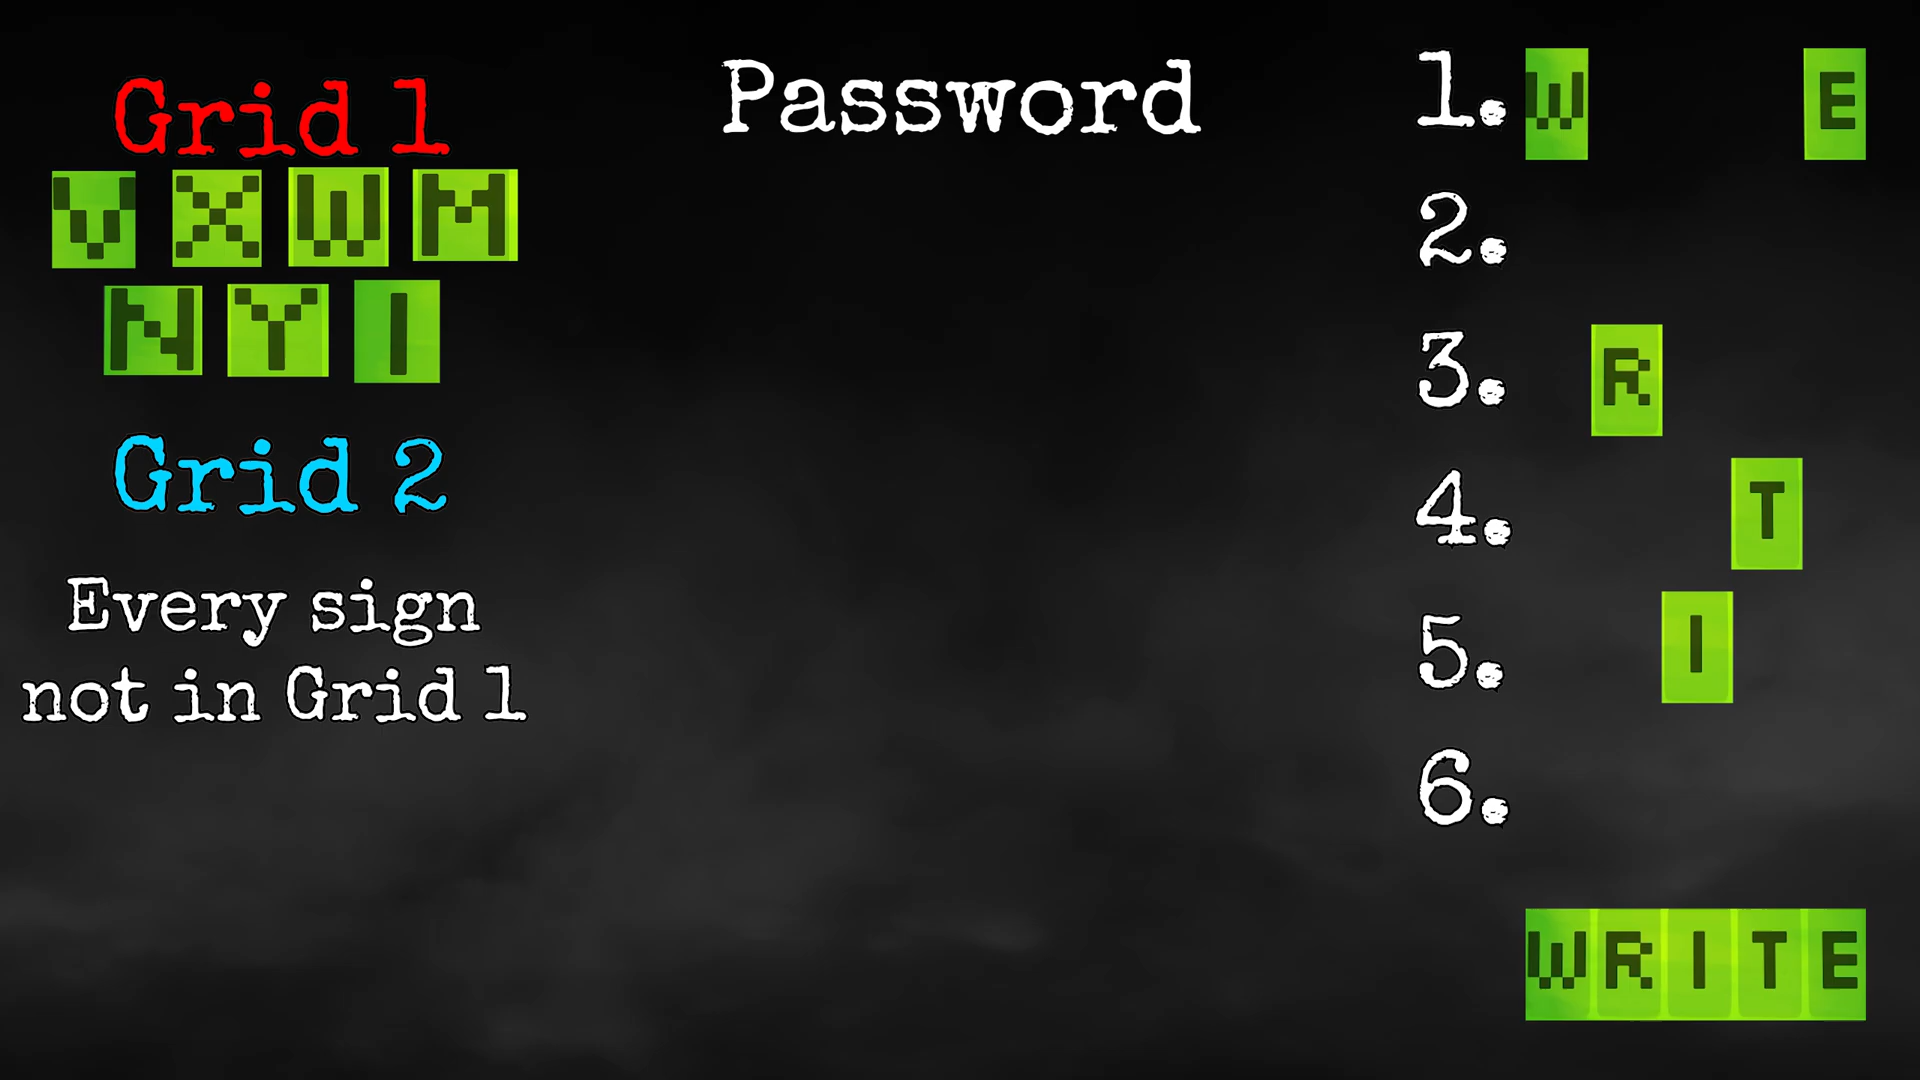 Grid 1
V X W M
N Y I
Grid 2
Every sign
not in Grid 1
Password
1. W E
2.
3. R
4. T
5. I
6.
WRITE